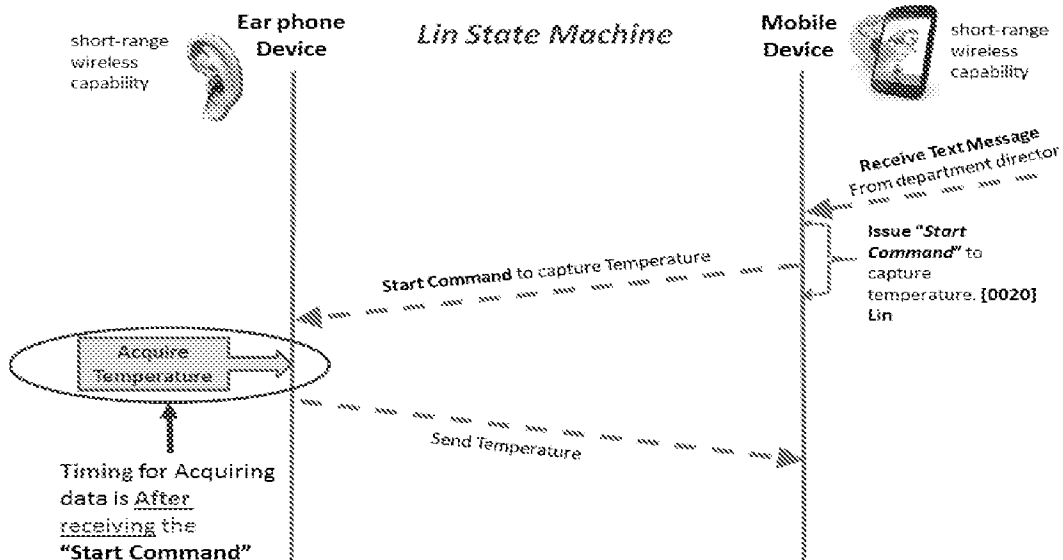 Lin State Machine
short-range
wireless
capability
Ear phone
Device
Mobile
Device
short-range
wireless
capability
Receive Text Message
From department director
Issue "Start
Command" to
capture
temperature. [0020]
Lin
Start Command to capture Temperature
Acquire
Temperature
Send Temperature
Timing for Acquiring
data is After
receiving the
"Start Command"